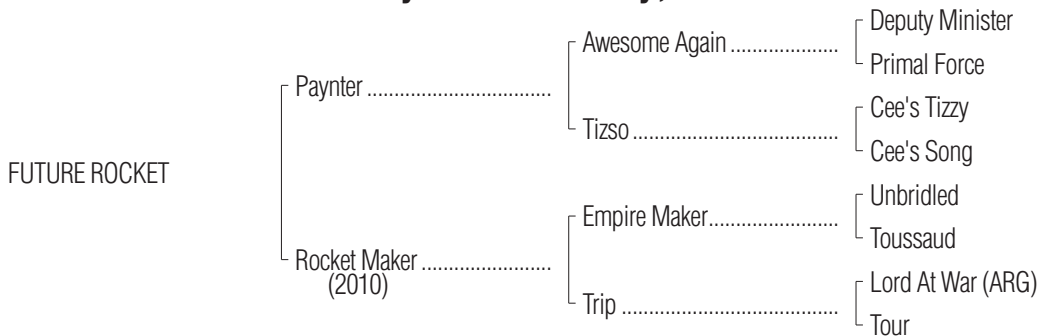 Deputy Minister
Awesome Again ....................
Primal Force
Paynter ..................................
Cee's Tizzy
Tizso ......................................
Cee's Song
FUTURE ROCKET
Unbridled
Empire Maker........................
Toussaud
Rocket Maker ........................
(2010)
Lord At War (ARG)
Trip ........................................
Tour